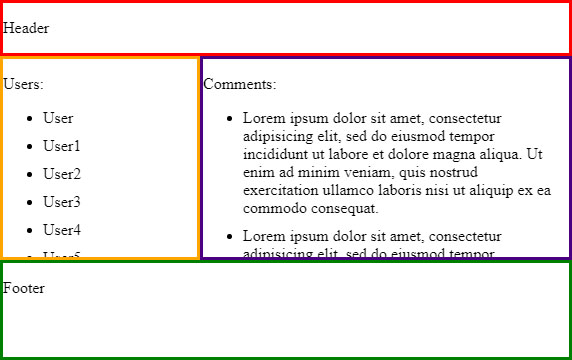 Header
Users:
User
User1
User2
User3
User4
User5
Comments:
Lorem ipsum dolor sit amet, consectetur
adipisicing elit, sed do eiusmod tempor
incididunt ut labore et dolore magna aliqua. Ut
enim ad minim veniam, quis nostrud
exercitation ullamco laboris nisi ut aliquip ex ea
commodo consequat.
Lorem ipsum dolor sit amet, consectetur
adipisicing elit, sed do eiusmod tempor
Footer